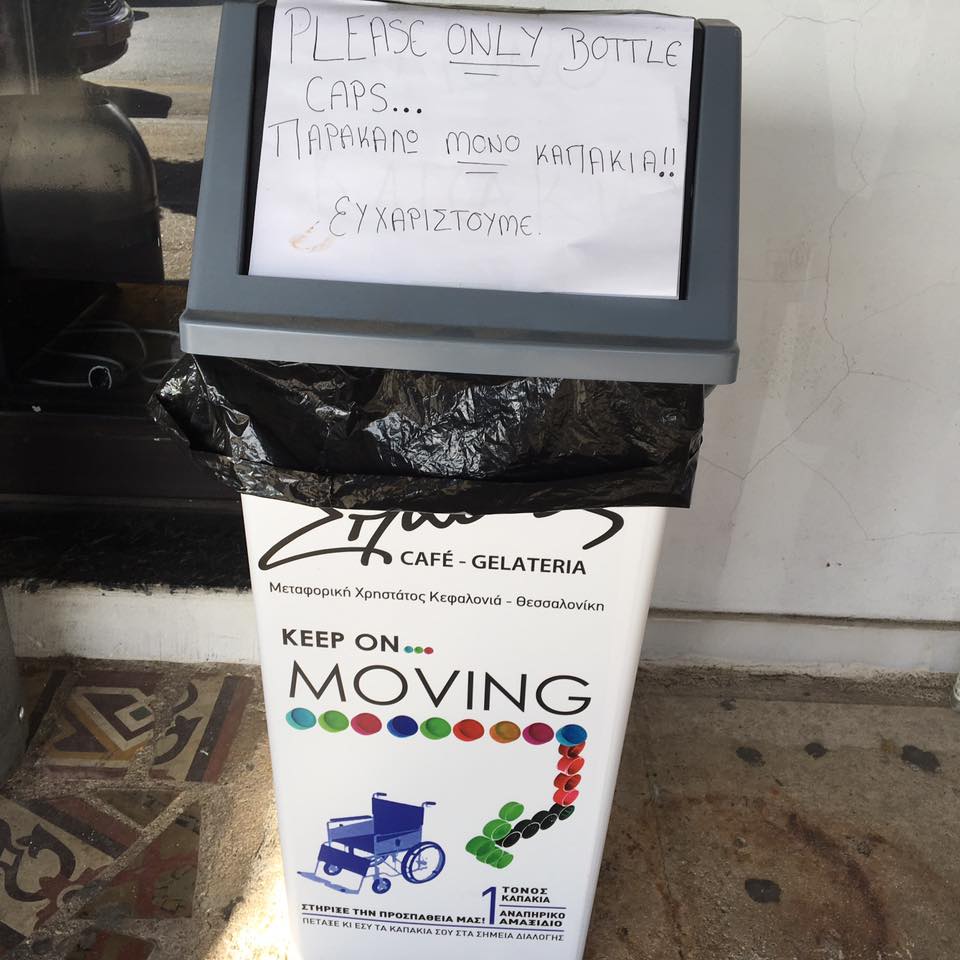 PLEASE ONLY BOTTLE
CAPS...
ΠΑΡΑΚΑΛΩ ΜΟΝΟ ΚΑΠΑΚΙΑ!!
ΕΥΧΑΡΙΣΤΟΥΜΕ.
CAFÉ - GELATERIA
Μεταφορική Χρηστάτος Κεφαλονιά - Θεσσαλονίκη
KEEP ON...
MOVING
1 ΤΟΝΟΣ
ΚΑΠΑΚΙΑ
ΑΝΑΠΗΡΙΚΟ
ΑΜΑΞΙΔΙΟ
ΣΤΗΡΙΞΕ ΤΗΝ ΠΡΟΣΠΑΘΕΙΑ ΜΑΣ!
ΠΕΤΑΞΕ ΚΙ ΕΣΥ ΤΑ ΚΑΠΑΚΙΑ ΣΟΥ ΣΤΑ ΣΗΜΕΙΑ ΔΙΑΛΟΓΗΣ